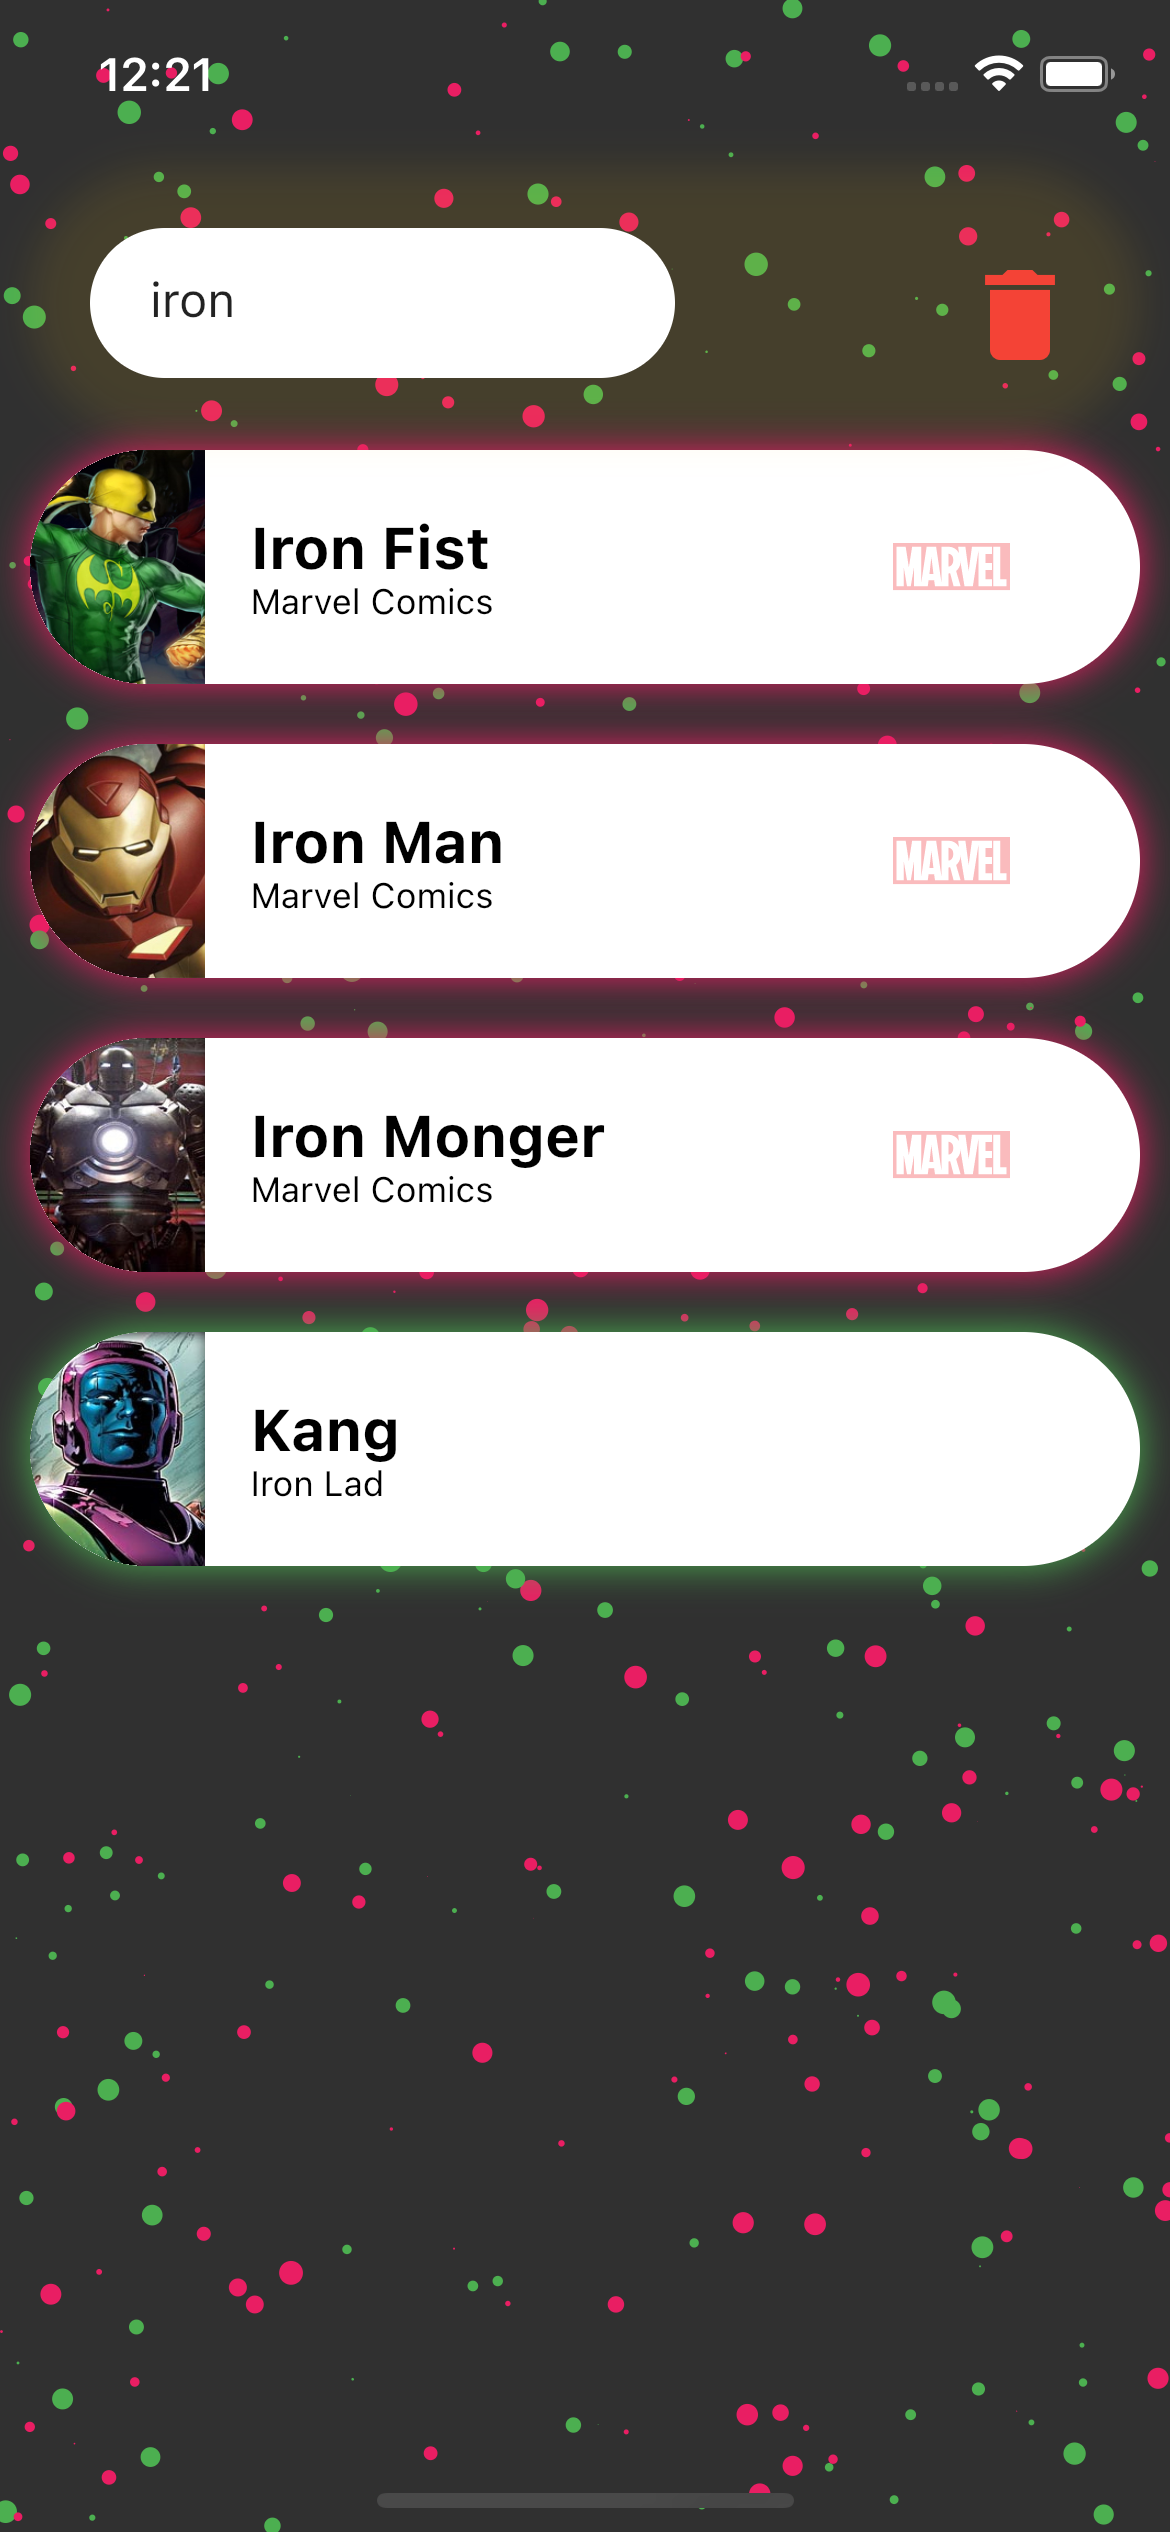 12:21
iron
Iron Fist
Marvel Comics
MARVEL
Iron Man
Marvel Comics
MARVEL
Iron Monger
Marvel Comics
MARVEL
Kang
Iron Lad